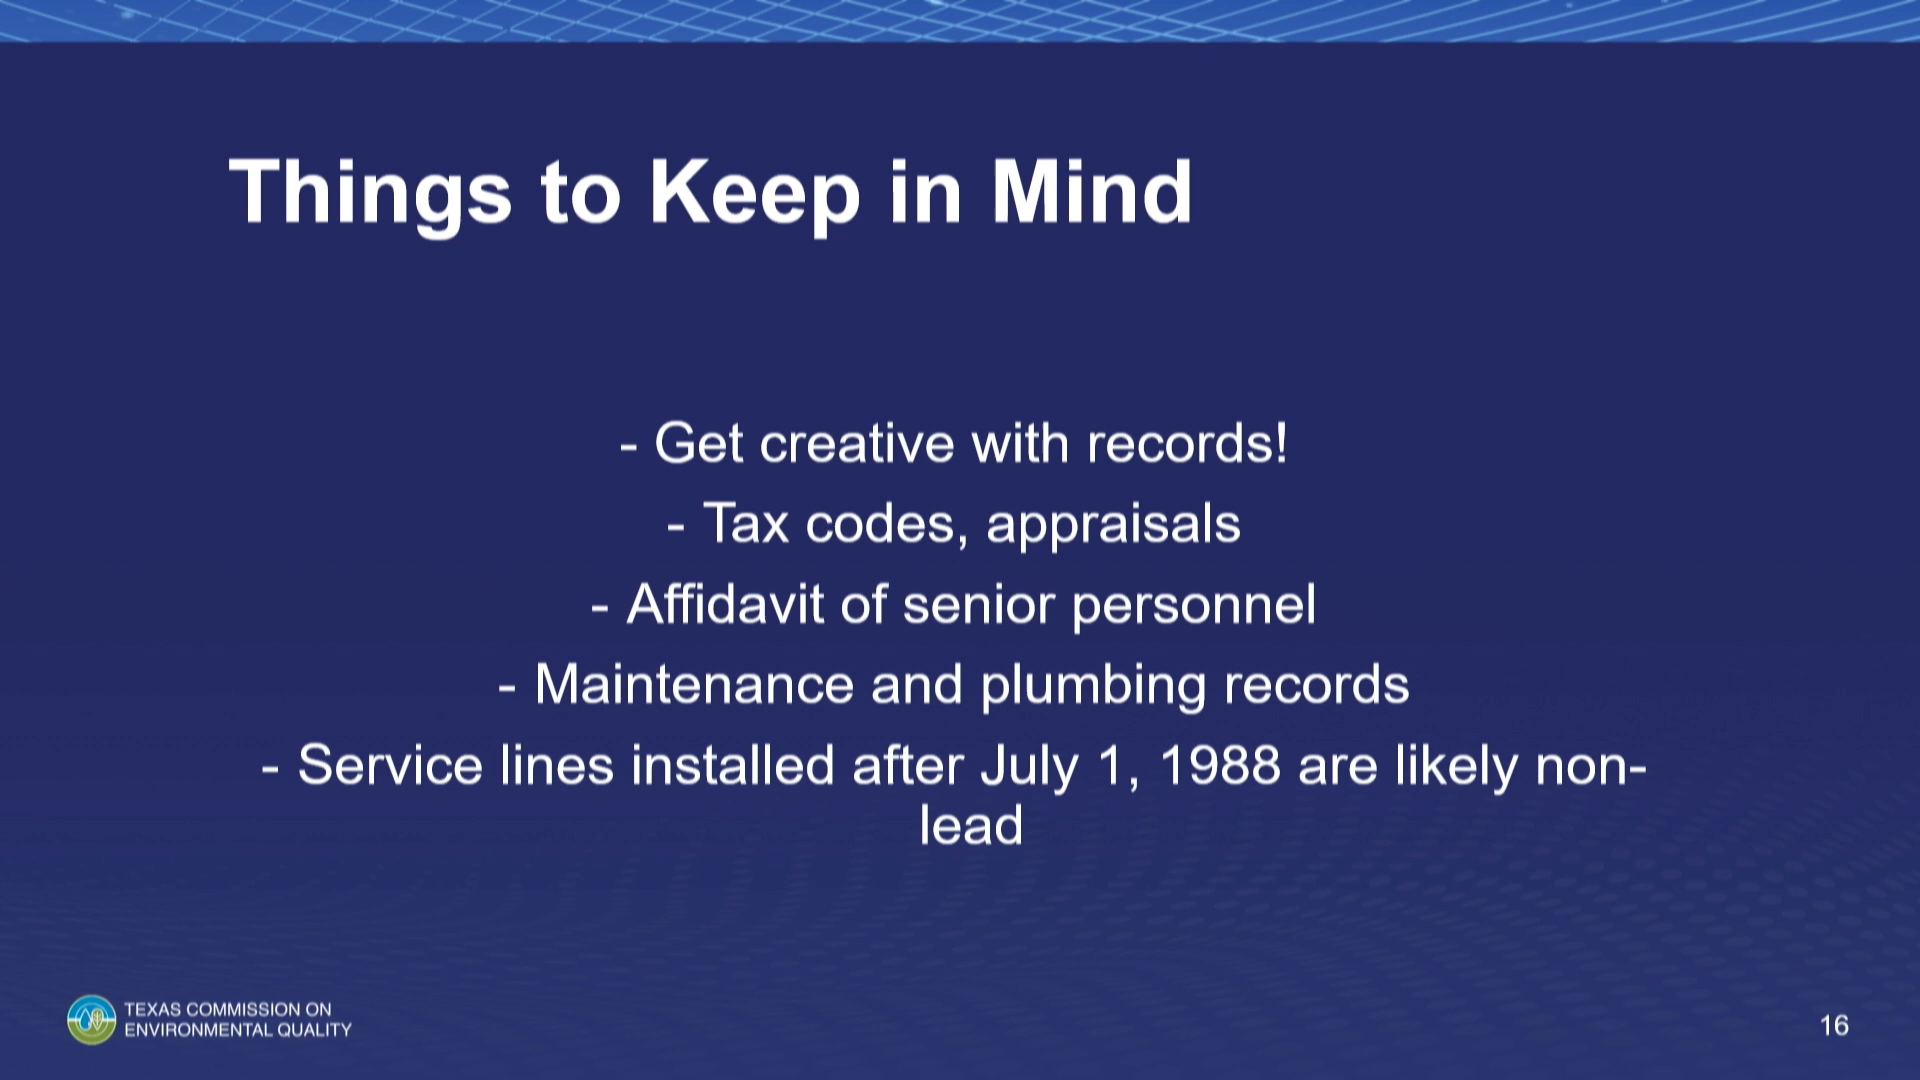 Things to Keep in Mind
- Get creative with records!
- Tax codes, appraisals
- Affidavit of senior personnel
- Maintenance and plumbing records
- Service lines installed after July 1, 1988 are likely non-
lead
TEXAS COMMISSION ON
ENVIRONMENTAL QUALITY
16